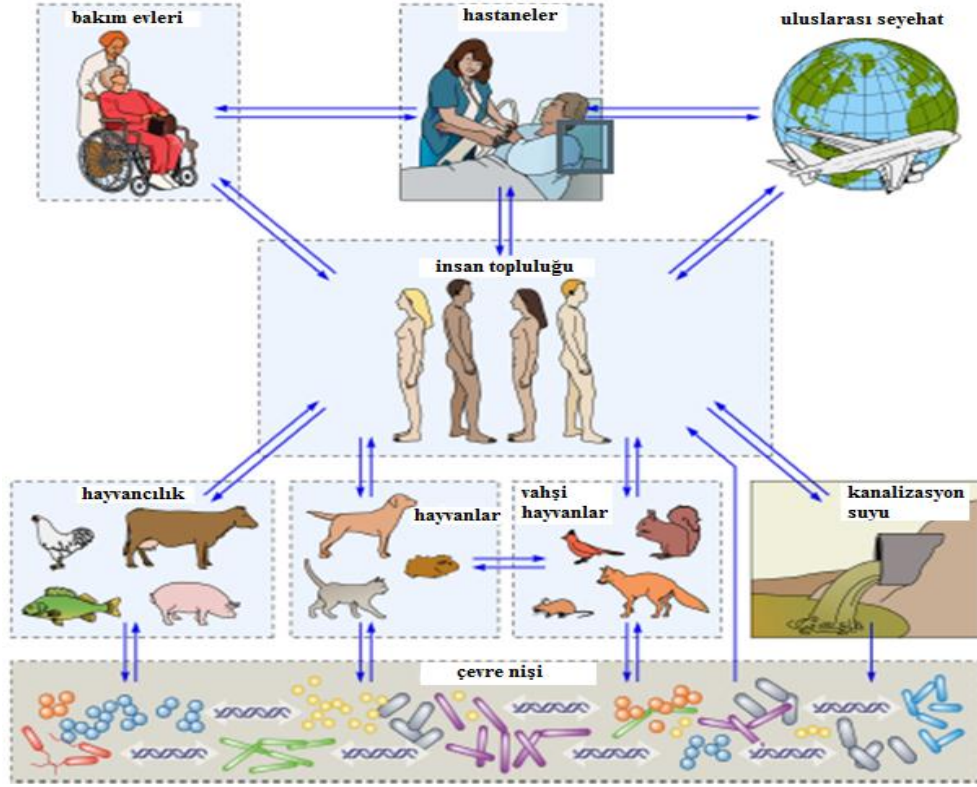 bakım evleri
hastaneler
uluslarası seyehat
insan topluluğu
hayvancılık
hayvanlar
vahşi
hayvanlar
kanalizasyon
suyu
çevre nişi